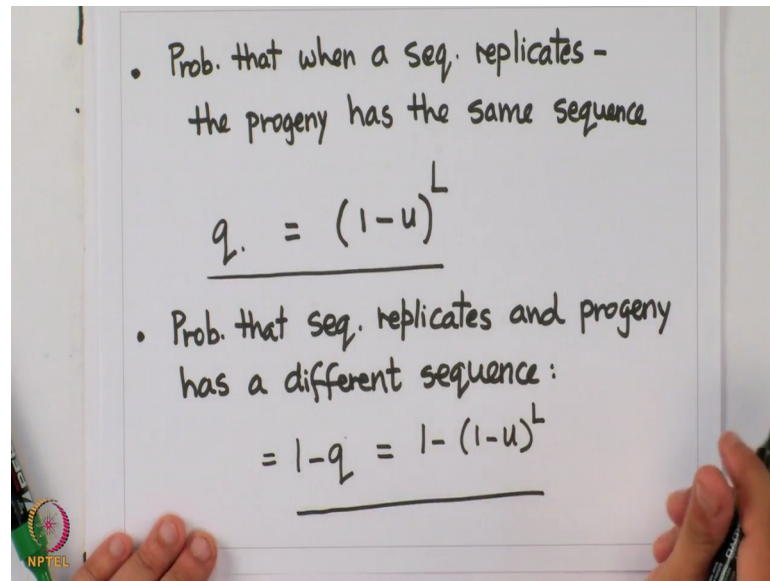 • Prob. that when a seq. replicates –
the progeny has the same sequence
q. = (1-u)^L
• Prob. that seq. replicates and progeny
has a different sequence:
= 1-q = 1-(1-u)^L
NPTEL